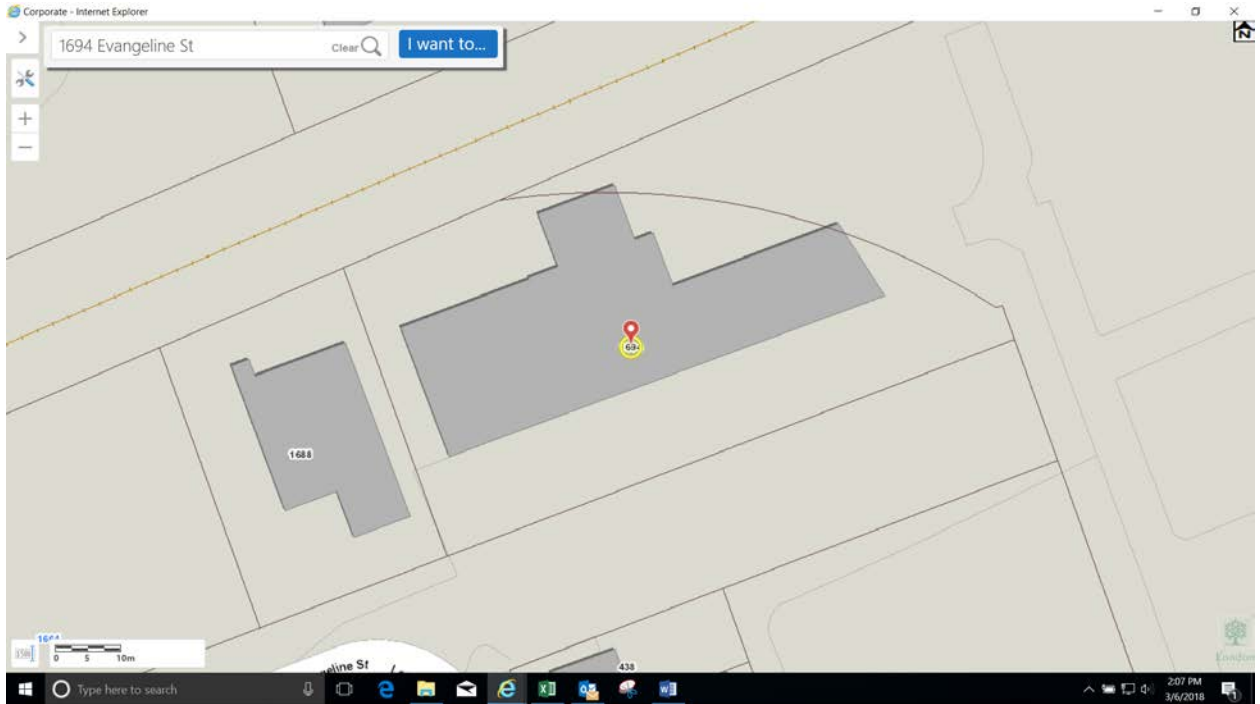 Corporate - Internet Explorer
1694 Evangeline St
Clear
I want to...
N
1688
438
0 5 10m
Type here to search
2:07 PM
3/6/2018